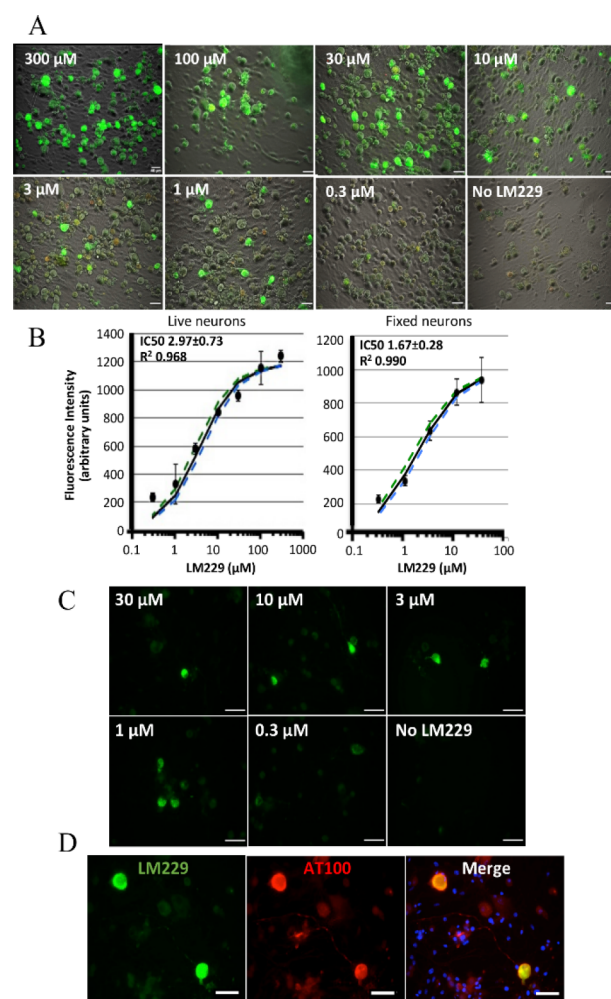 A
300 µM
100 µM
30 µM
10 µM
3 µM
1 µM
0.3 µM
No LM229
B
Live neurons
Fixed neurons
IC50 2.97±0.73
R² 0.968
IC50 1.67±0.28
R² 0.990
Fluorescence Intensity
(arbitrary units)
1400
1200
1000
800
600
400
200
0
0.1
1
10
100
1000
LM229 (µM)
1200
1000
800
600
400
200
0
0.1
1
10
100
LM229 (µM)
C
30 µM
10 µM
3 µM
1 µM
0.3 µM
No LM229
D
LM229
AT100
Merge